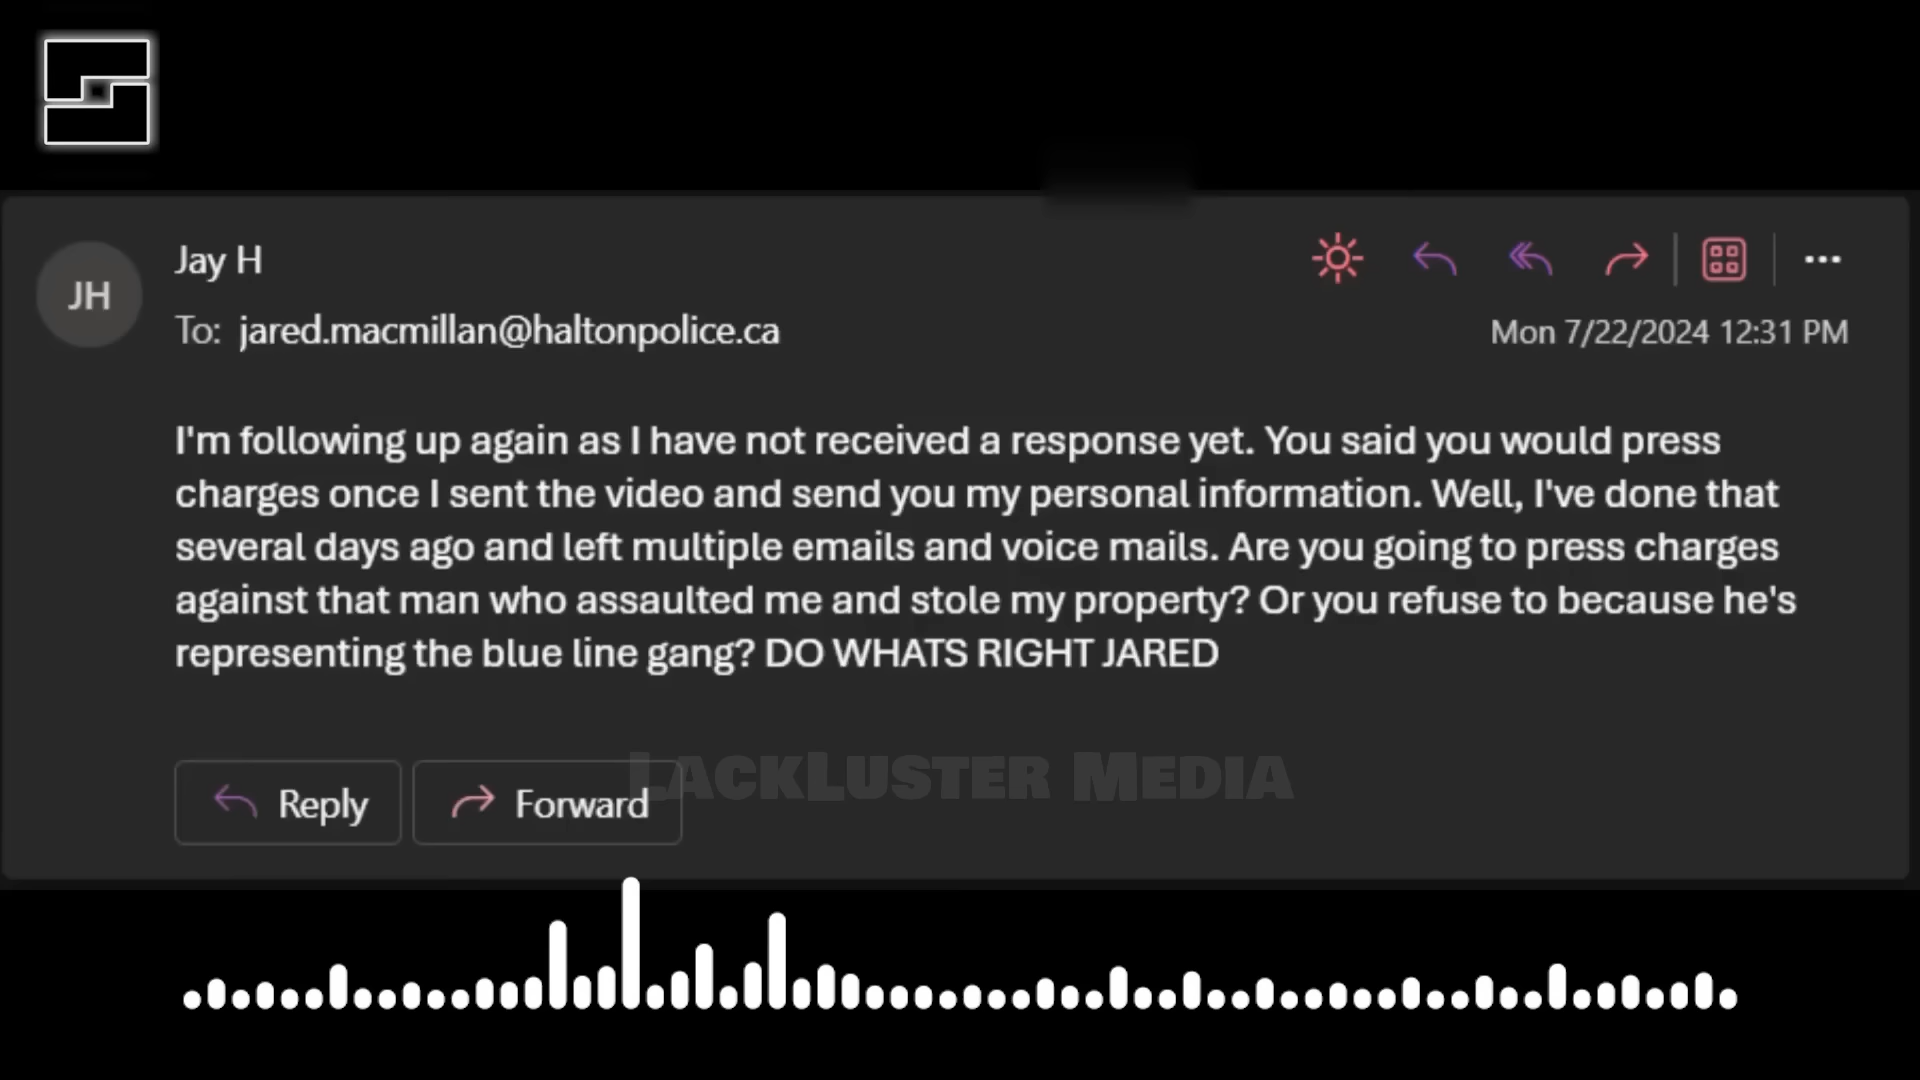 Jay H
JH
To: jared.macmillan@haltonpolice.ca
Mon 7/22/2024 12:31 PM
I'm following up again as I have not received a response yet. You said you would press
charges once I sent the video and send you my personal information. Well, I've done that
several days ago and left multiple emails and voice mails. Are you going to press charges
against that man who assaulted me and stole my property? Or you refuse to because he's
representing the blue line gang? DO WHATS RIGHT JARED
LACKLUSTER MEDIA
Reply
Forward